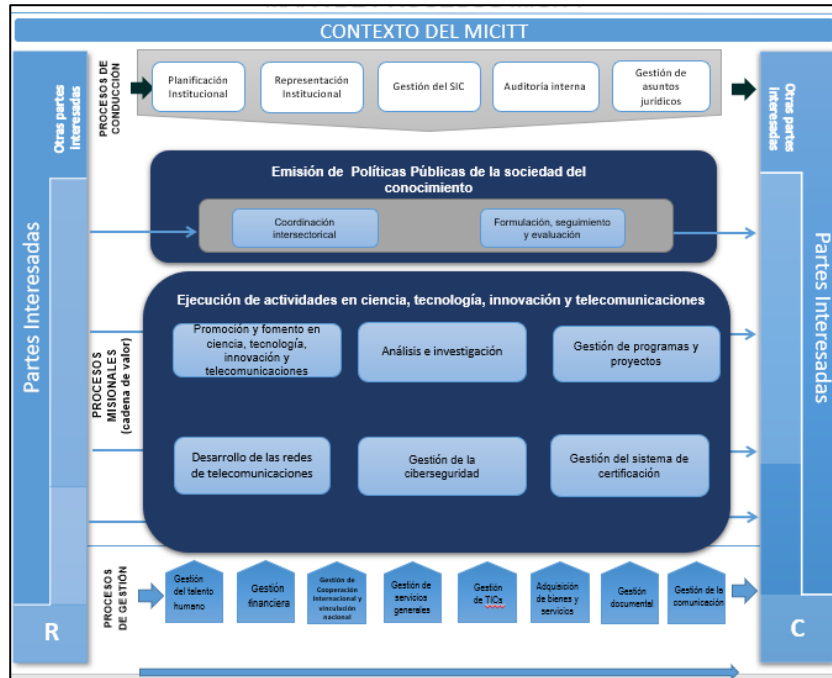 CONTEXTO DEL MICITT
Otras partes
Interesadas
Partes Interesadas
R
PROCESOS DE
CONDUCCIÓN
Planificación
Institucional
Representación
Institucional
Gestión del SIC
Auditoría interna
Gestión de
asuntos
jurídicos
Emisión de Políticas Públicas de la sociedad del
conocimiento
Coordinación
intersectorical
Formulación, seguimiento
y evaluación
PROCESOS
MISIONALES
(cadena de valor)
Ejecución de actividades en ciencia, tecnología, innovación y telecomunicaciones
Promoción y fomento en
ciencia, tecnología,
innovación y
telecomunicaciones
Análisis e investigación
Gestión de programas y
proyectos
Desarrollo de las redes
de telecomunicaciones
Gestión de la
ciberseguridad
Gestión del sistema de
certificación
PROCESOS
DE GESTIÓN
Gestión
del talento
humano
Gestión
financiera
Gestión de
Cooperación
Internacional y
vinculación
nacional
Gestión de
servicios
generales
Gestión
de TICs
Adquisición
de bienes y
servicios
Gestión
documental
Gestión de la
comunicación
Otras partes
interesadas
Partes Interesadas
C